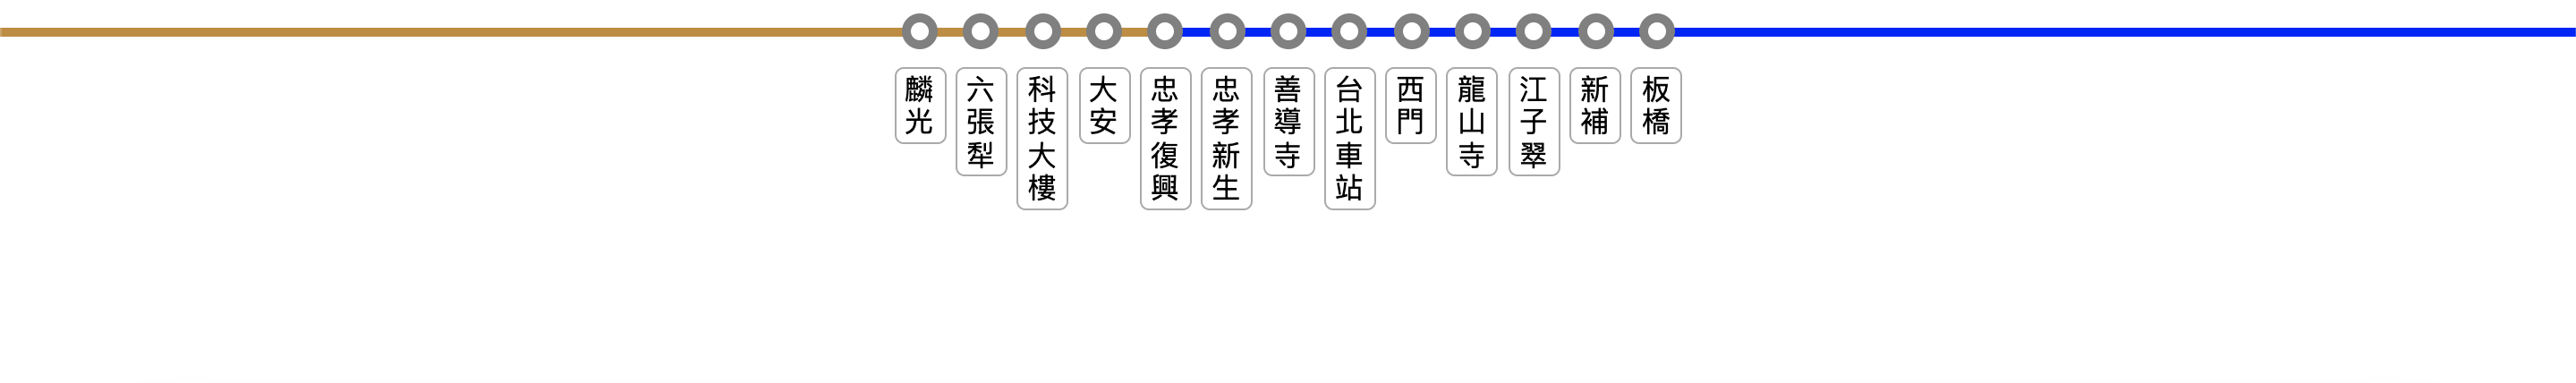 麟光
六張犁
科技大樓
大安
忠孝復興
忠孝新生
善導寺
台北車站
西門
龍山寺
江子翠
新補
板橋